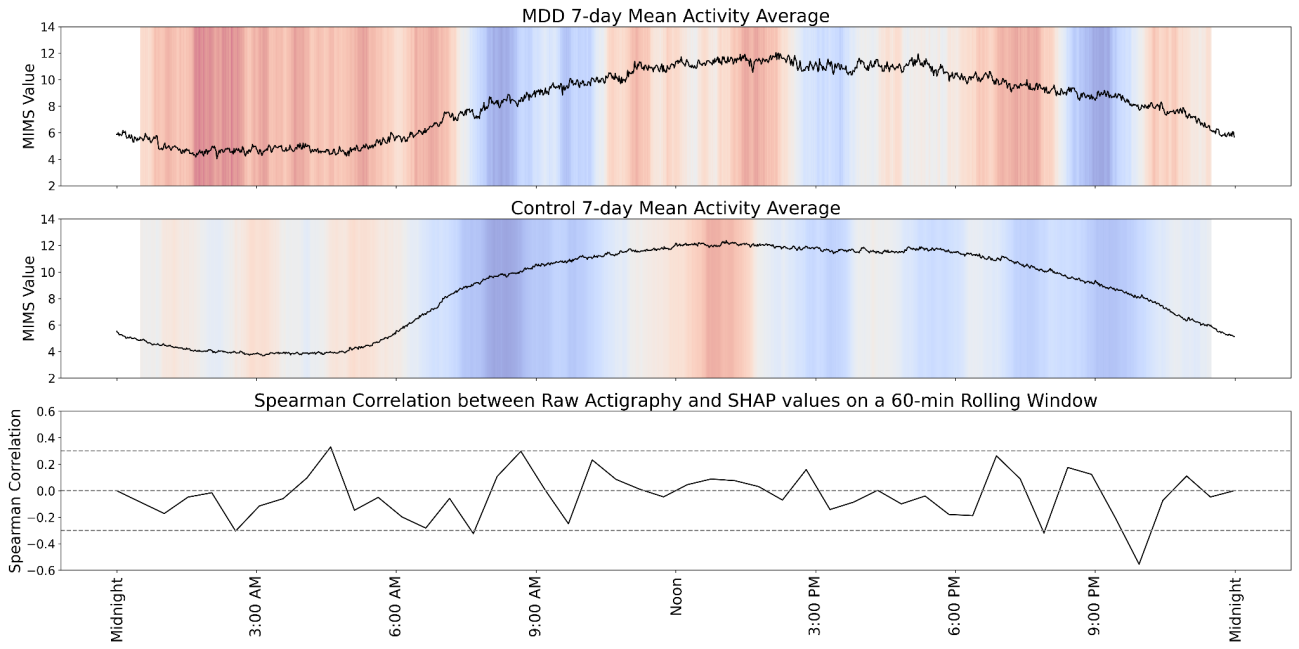 MDD 7-day Mean Activity Average
MIMS Value
14
12
10
8
6
4
2
Control 7-day Mean Activity Average
MIMS Value
14
12
10
8
6
4
2
Spearman Correlation between Raw Actigraphy and SHAP values on a 60-min Rolling Window
Spearman Correlation
0.6
0.4
0.2
0.0
−0.2
−0.4
−0.6
Midnight
3:00 AM
6:00 AM
9:00 AM
Noon
3:00 PM
6:00 PM
9:00 PM
Midnight